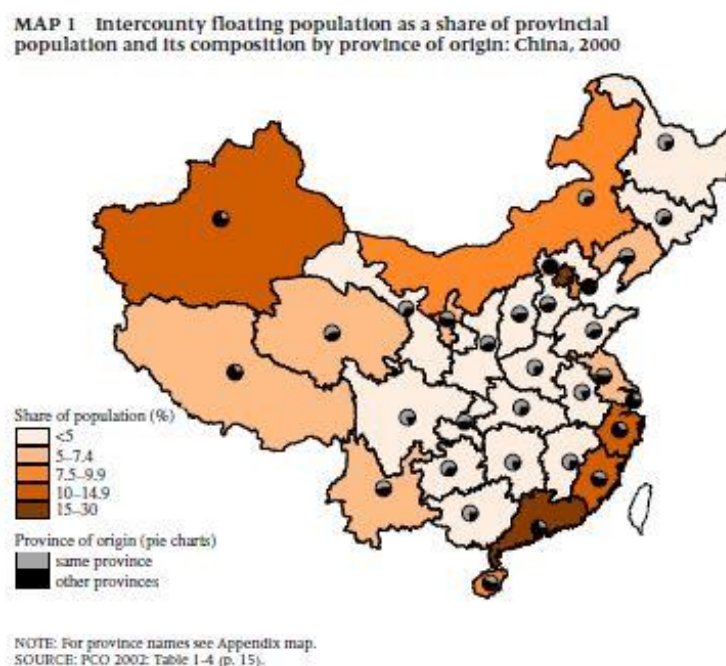 MAP 1 Intercounty floating population as a share of provincial
population and its composition by province of origin: China, 2000
Share of population (%)
<5
5–7.4
7.5–9.9
10–14.9
15–30
Province of origin (pie charts)
same province
other provinces
NOTE: For province names see Appendix map.
SOURCE: PCO 2002: Table 1-4 (p. 15).